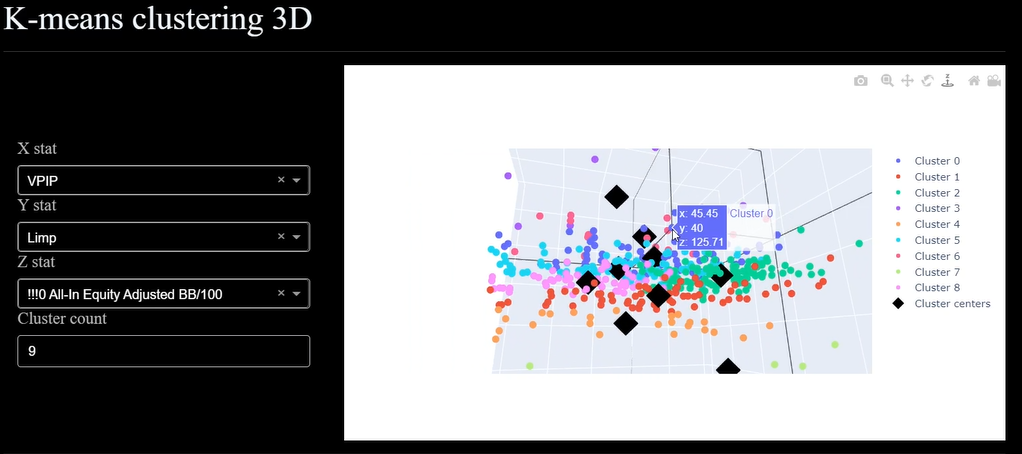 K-means clustering 3D
X stat
VPIP
Y stat
Limp
Z stat
!!!0 All-In Equity Adjusted BB/100
Cluster count
9
z
x: 45.45
y: 40
z: 125.71
Cluster 0
Cluster 0
Cluster 1
Cluster 2
Cluster 3
Cluster 4
Cluster 5
Cluster 6
Cluster 7
Cluster 8
Cluster centers